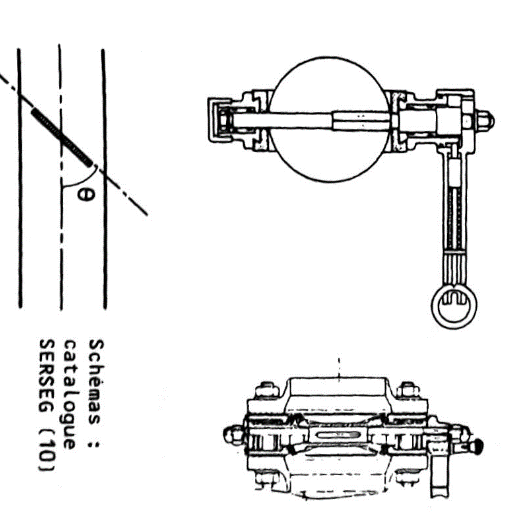 θ
Schémas :
catalogue
SERSEG (10)